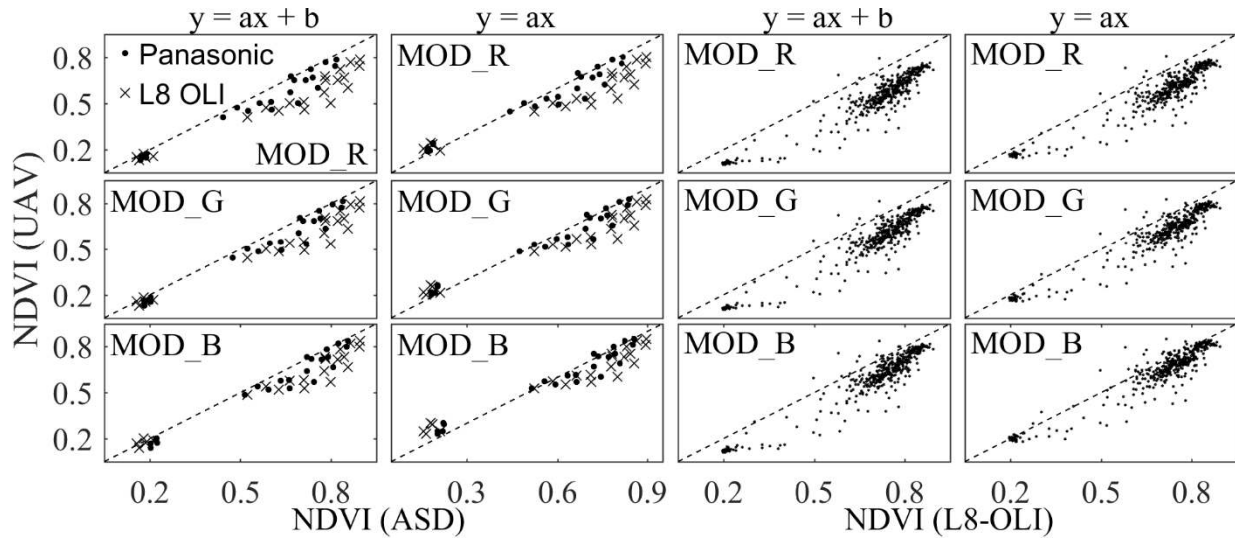 y = ax + b y = ax y = ax + b y = ax
0.8 • Panasonic MOD_R MOD_R MOD_R
× L8 OLI
0.5
0.2 MOD_R
MOD_G MOD_G MOD_G MOD_G
0.8
0.5
0.2
MOD_B MOD_B MOD_B MOD_B
0.8
0.5
0.2
NDVI (UAV)
0.2 0.5 0.8 0.3 0.6 0.9 0.2 0.5 0.8 0.2 0.5 0.8
NDVI (ASD) NDVI (L8-OLI)